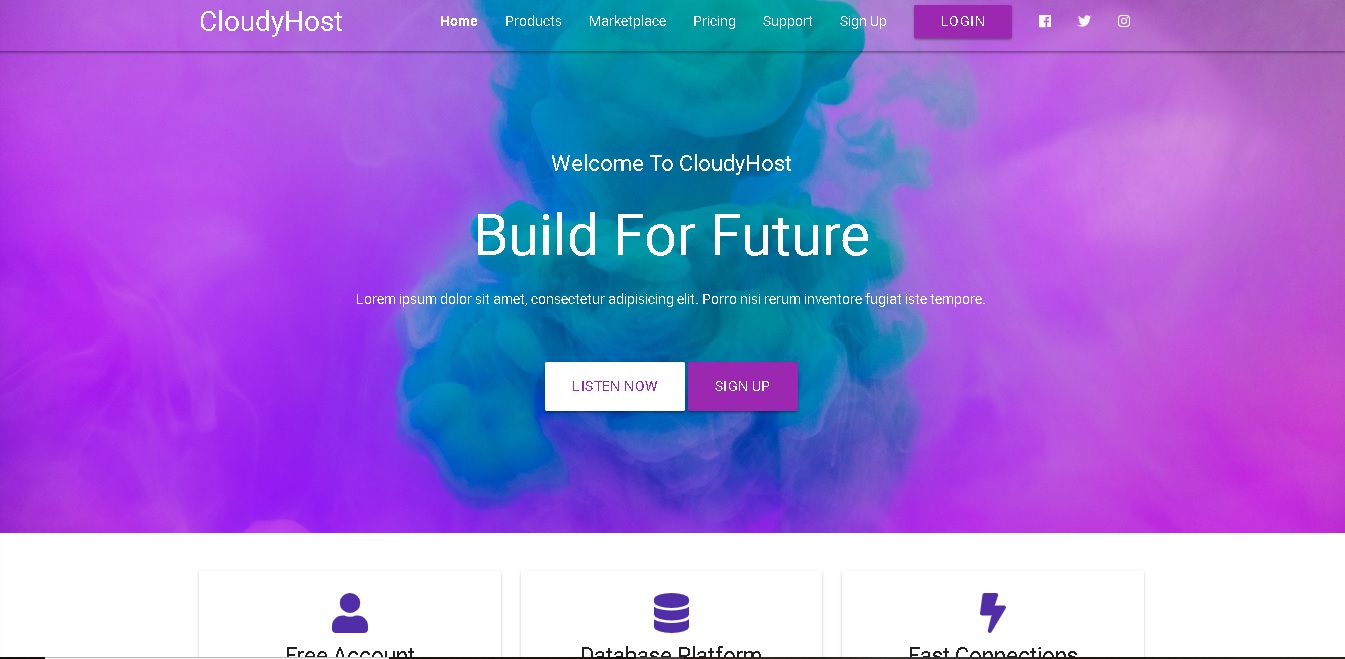 CloudyHost Home Products Marketplace Pricing Support Sign Up LOGIN
Welcome To CloudyHost
Build For Future
Lorem ipsum dolor sit amet, consectetur adipisicing elit. Porro nisi rerum inventore fugiat iste tempore.
LISTEN NOW SIGN UP
Free Account Database Platform Fast Connections